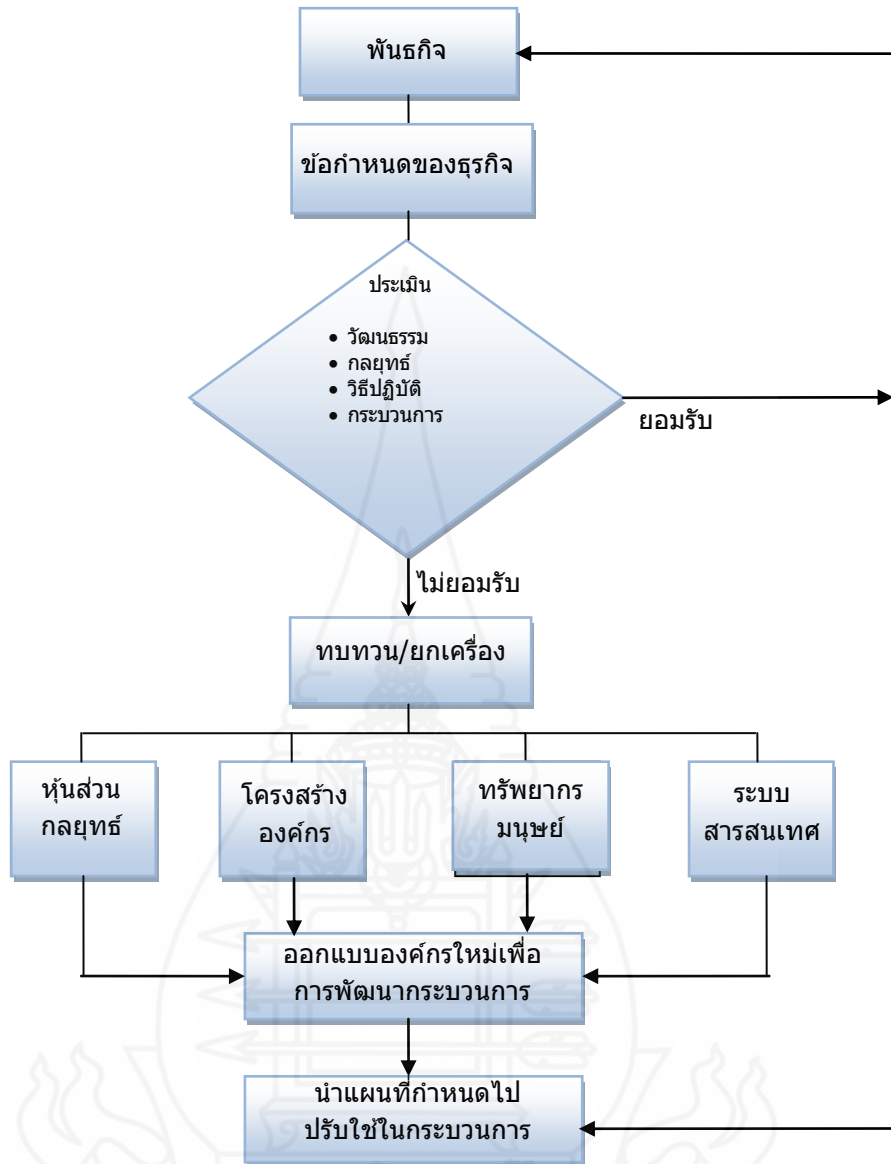 พันธกิจ
ข้อกำหนดของธุรกิจ
ประเมิน
• วัฒนธรรม
• กลยุทธ์
• วิธีปฏิบัติ
• กระบวนการ
ยอมรับ
ไม่ยอมรับ
ทบทวน/ยกเครื่อง
หุ้นส่วน
กลยุทธ์
โครงสร้าง
องค์กร
ทรัพยากร
มนุษย์
ระบบ
สารสนเทศ
ออกแบบองค์กรใหม่เพื่อ
การพัฒนากระบวนการ
นำแผนที่กำหนดไป
ปรับใช้ในกระบวนการ